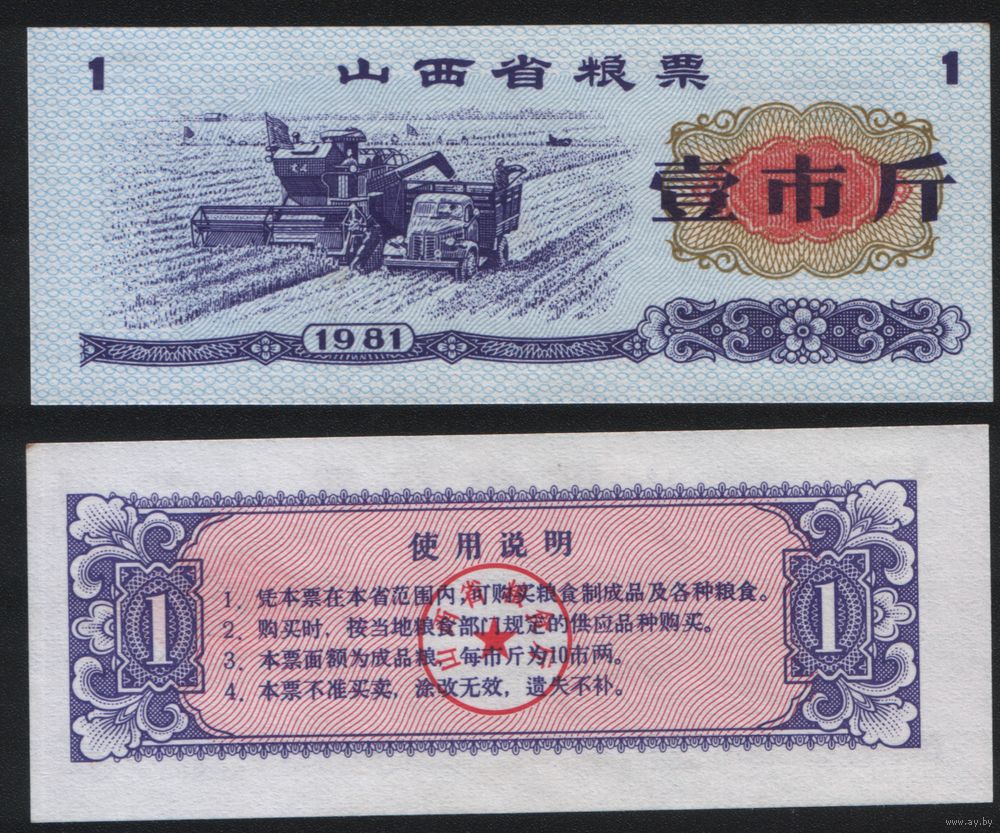 1 山西省粮票 1
壹市斤
1981
使用说明
1. 凭本票在本省范围内，可购买粮食制成品及各种粮食。
2. 购买时，按当地粮食部门规定的供应品种购买。
3. 本票面额为成品粮，每市斤为10市两。
4. 本票不准买卖，涂改无效，遗失不补。
1 1
山西省粮食
www.ay.by